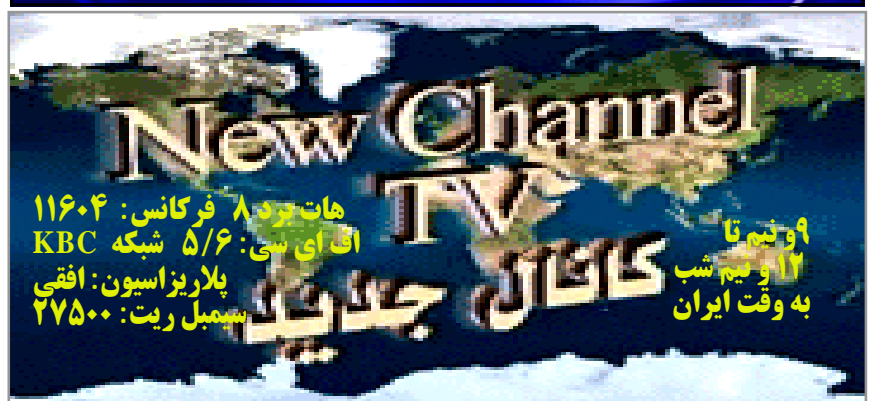 New Channel
TV
کانال جدید
هات برد ۸ فرکانس: ۱۱۶۰۴
اف ای سی: ۵/۶ شبکه KBC
پلاریزاسیون: افقی
سیمبل ریت: ۲۷۵۰۰
۹و نیم تا
۱۲ و نیم شب
به وقت ایران